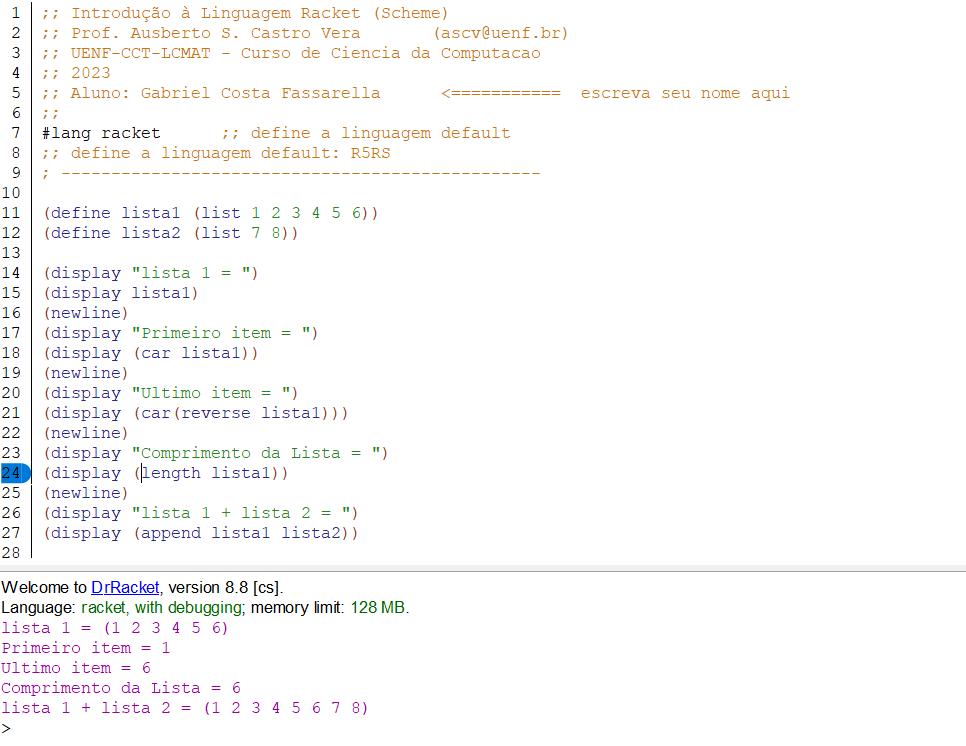 1 ;; Introdução à Linguagem Racket (Scheme)
2 ;; Prof. Ausberto S. Castro Vera (ascv@uenf.br)
3 ;; UENF-CCT-LCMAT - Curso de Ciencia da Computacao
4 ;; 2023
5 ;; Aluno: Gabriel Costa Fassarella <=========== escreva seu nome aqui
6 ;;
7 #lang racket ;; define a linguagem default
8 ;; define a linguagem default: R5RS
9 ; ------------------------------------------------
10
11 (define lista1 (list 1 2 3 4 5 6))
12 (define lista2 (list 7 8))
13
14 (display "lista 1 = ")
15 (display lista1)
16 (newline)
17 (display "Primeiro item = ")
18 (display (car lista1))
19 (newline)
20 (display "Ultimo item = ")
21 (display (car(reverse lista1)))
22 (newline)
23 (display "Comprimento da Lista = ")
24 (display (length lista1))
25 (newline)
26 (display "lista 1 + lista 2 = ")
27 (display (append lista1 lista2))
28
Welcome to DrRacket, version 8.8 [cs].
Language: racket, with debugging; memory limit: 128 MB.
lista 1 = (1 2 3 4 5 6)
Primeiro item = 1
Ultimo item = 6
Comprimento da Lista = 6
lista 1 + lista 2 = (1 2 3 4 5 6 7 8)
>